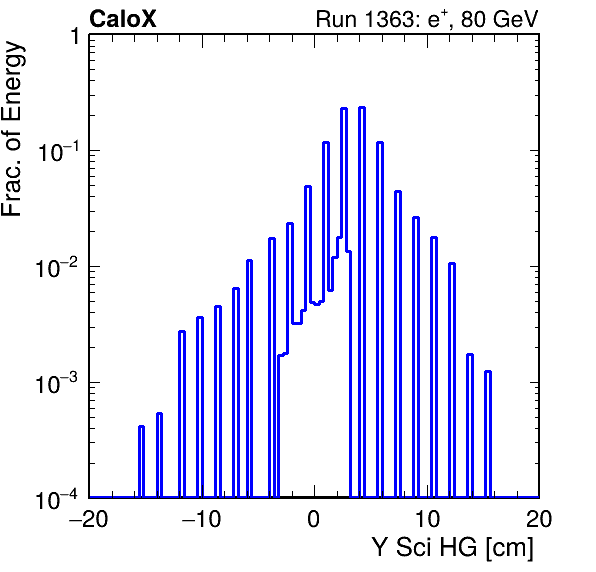 CaloX Run 1363: e⁺, 80 GeV
Frac. of Energy
1
10⁻¹
10⁻²
10⁻³
10⁻⁴
−20 −10 0 10 20
Y Sci HG [cm]